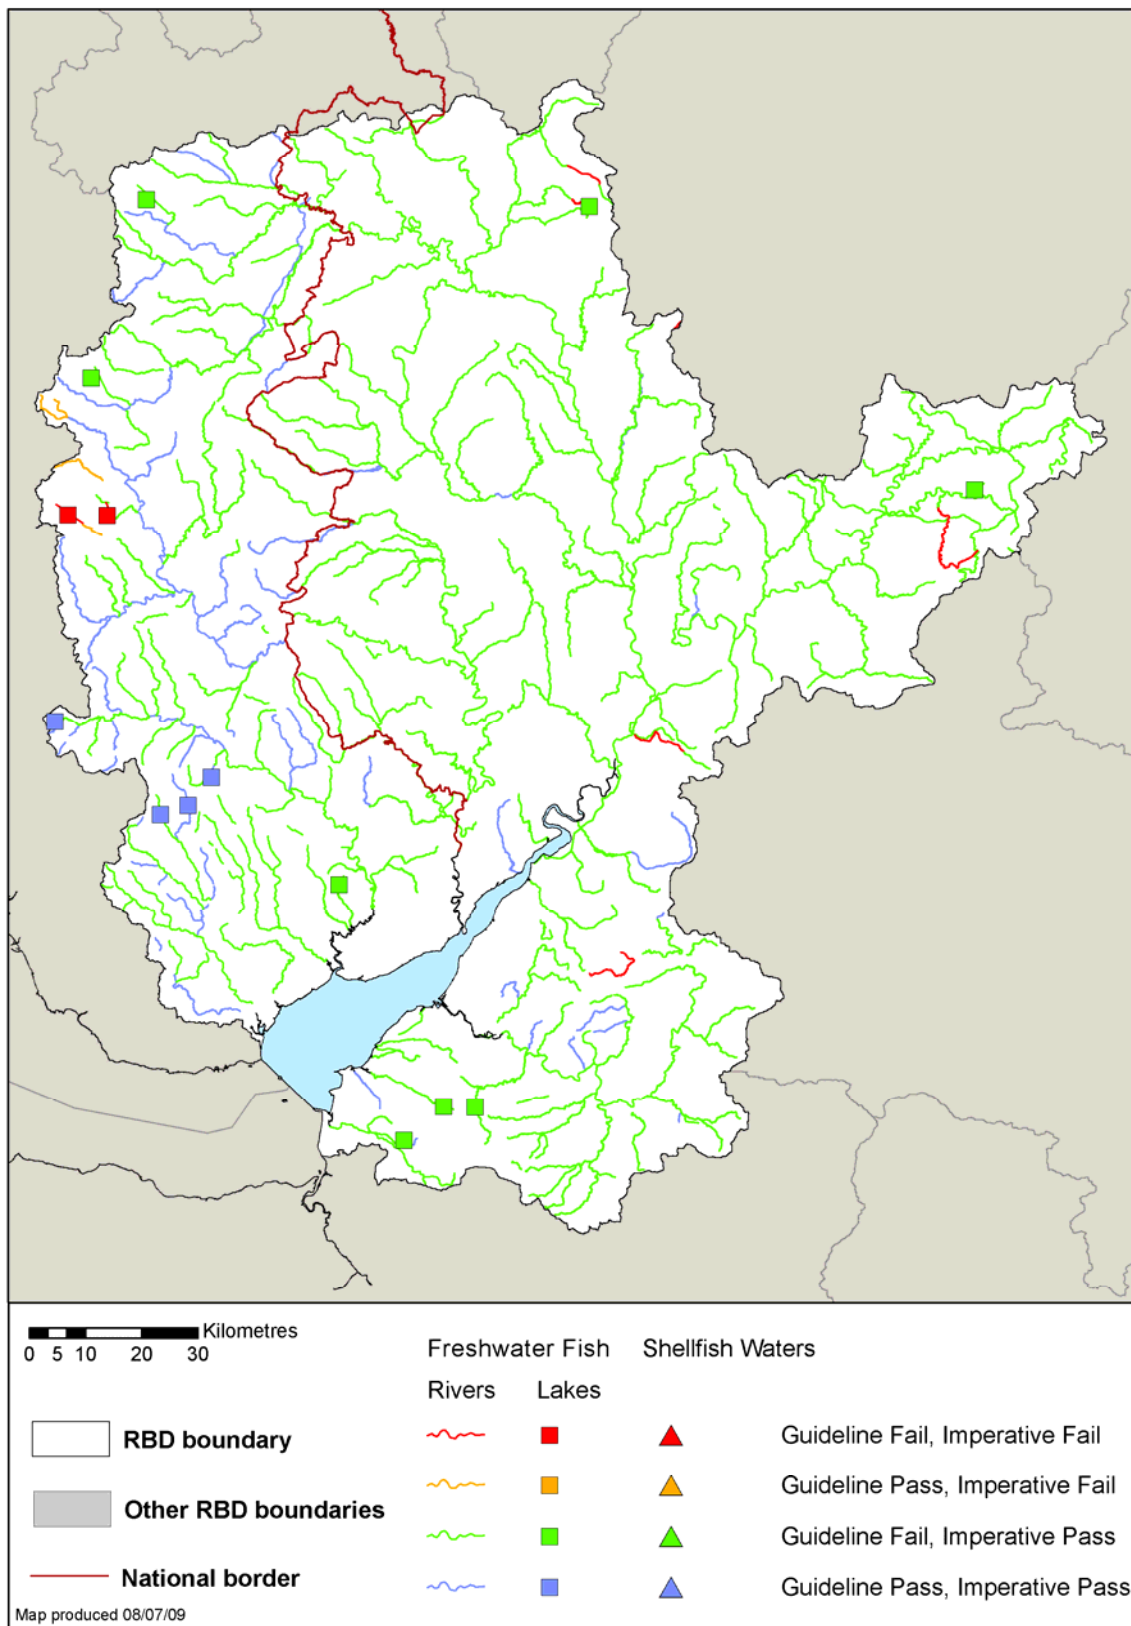 Kilometres
0 5 10 20 30
Freshwater Fish Shellfish Waters
Rivers Lakes
RBD boundary
Guideline Fail, Imperative Fail
Guideline Pass, Imperative Fail
Other RBD boundaries
Guideline Fail, Imperative Pass
National border
Guideline Pass, Imperative Pass
Map produced 08/07/09